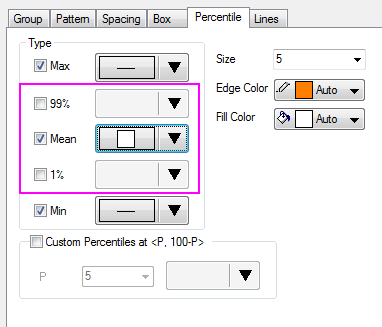 Group Pattern Spacing Box Percentile Lines
Type
Max
99%
Mean
1%
Min
Size 5
Edge Color Auto
Fill Color Auto
Custom Percentiles at <P, 100-P>
P 5